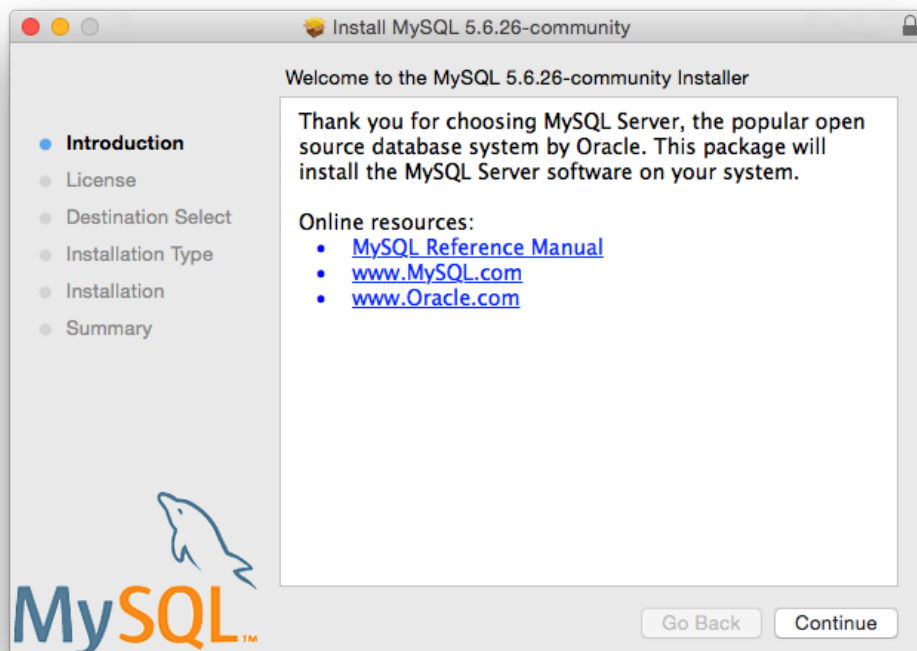 Install MySQL 5.6.26-community
Welcome to the MySQL 5.6.26-community Installer
Introduction
License
Destination Select
Installation Type
Installation
Summary
Thank you for choosing MySQL Server, the popular open
source database system by Oracle. This package will
install the MySQL Server software on your system.
Online resources:
• MySQL Reference Manual
• www.MySQL.com
• www.Oracle.com
MySQL™
Go Back
Continue